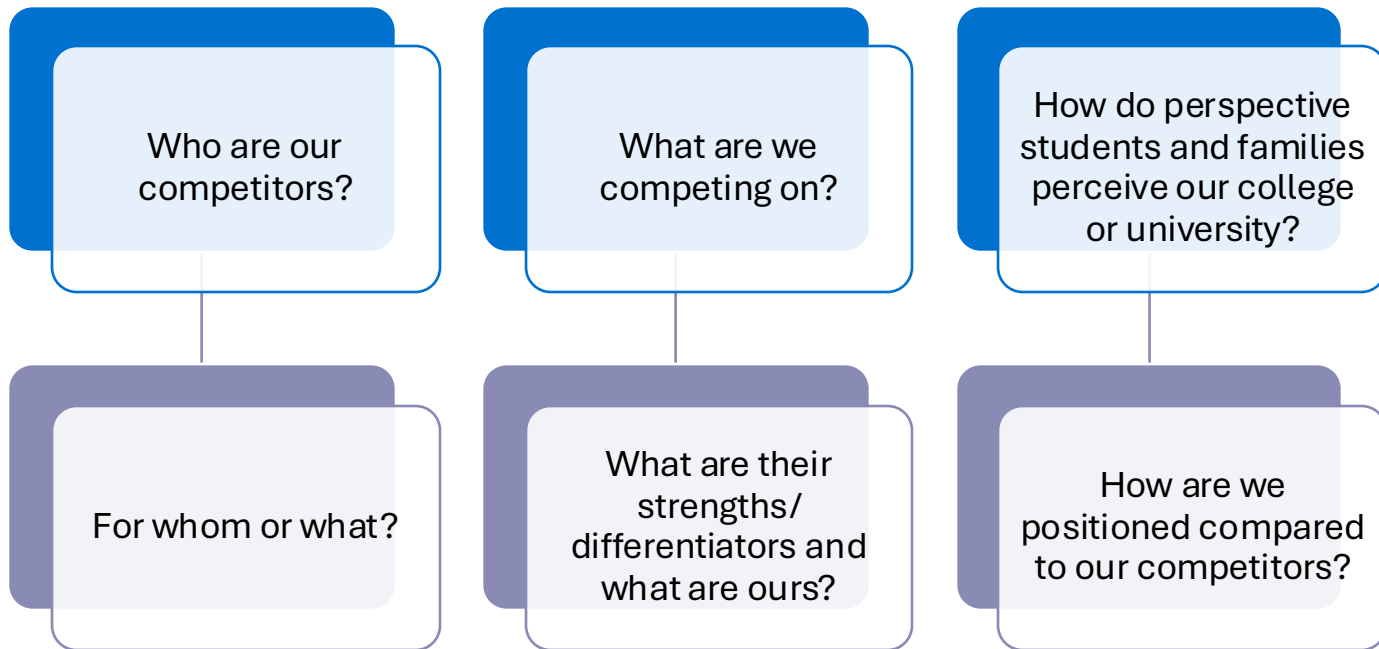 Who are our
competitors?
What are we
competing on?
How do perspective
students and families
perceive our college
or university?
For whom or what?
What are their
strengths/
differentiators and
what are ours?
How are we
positioned compared
to our competitors?